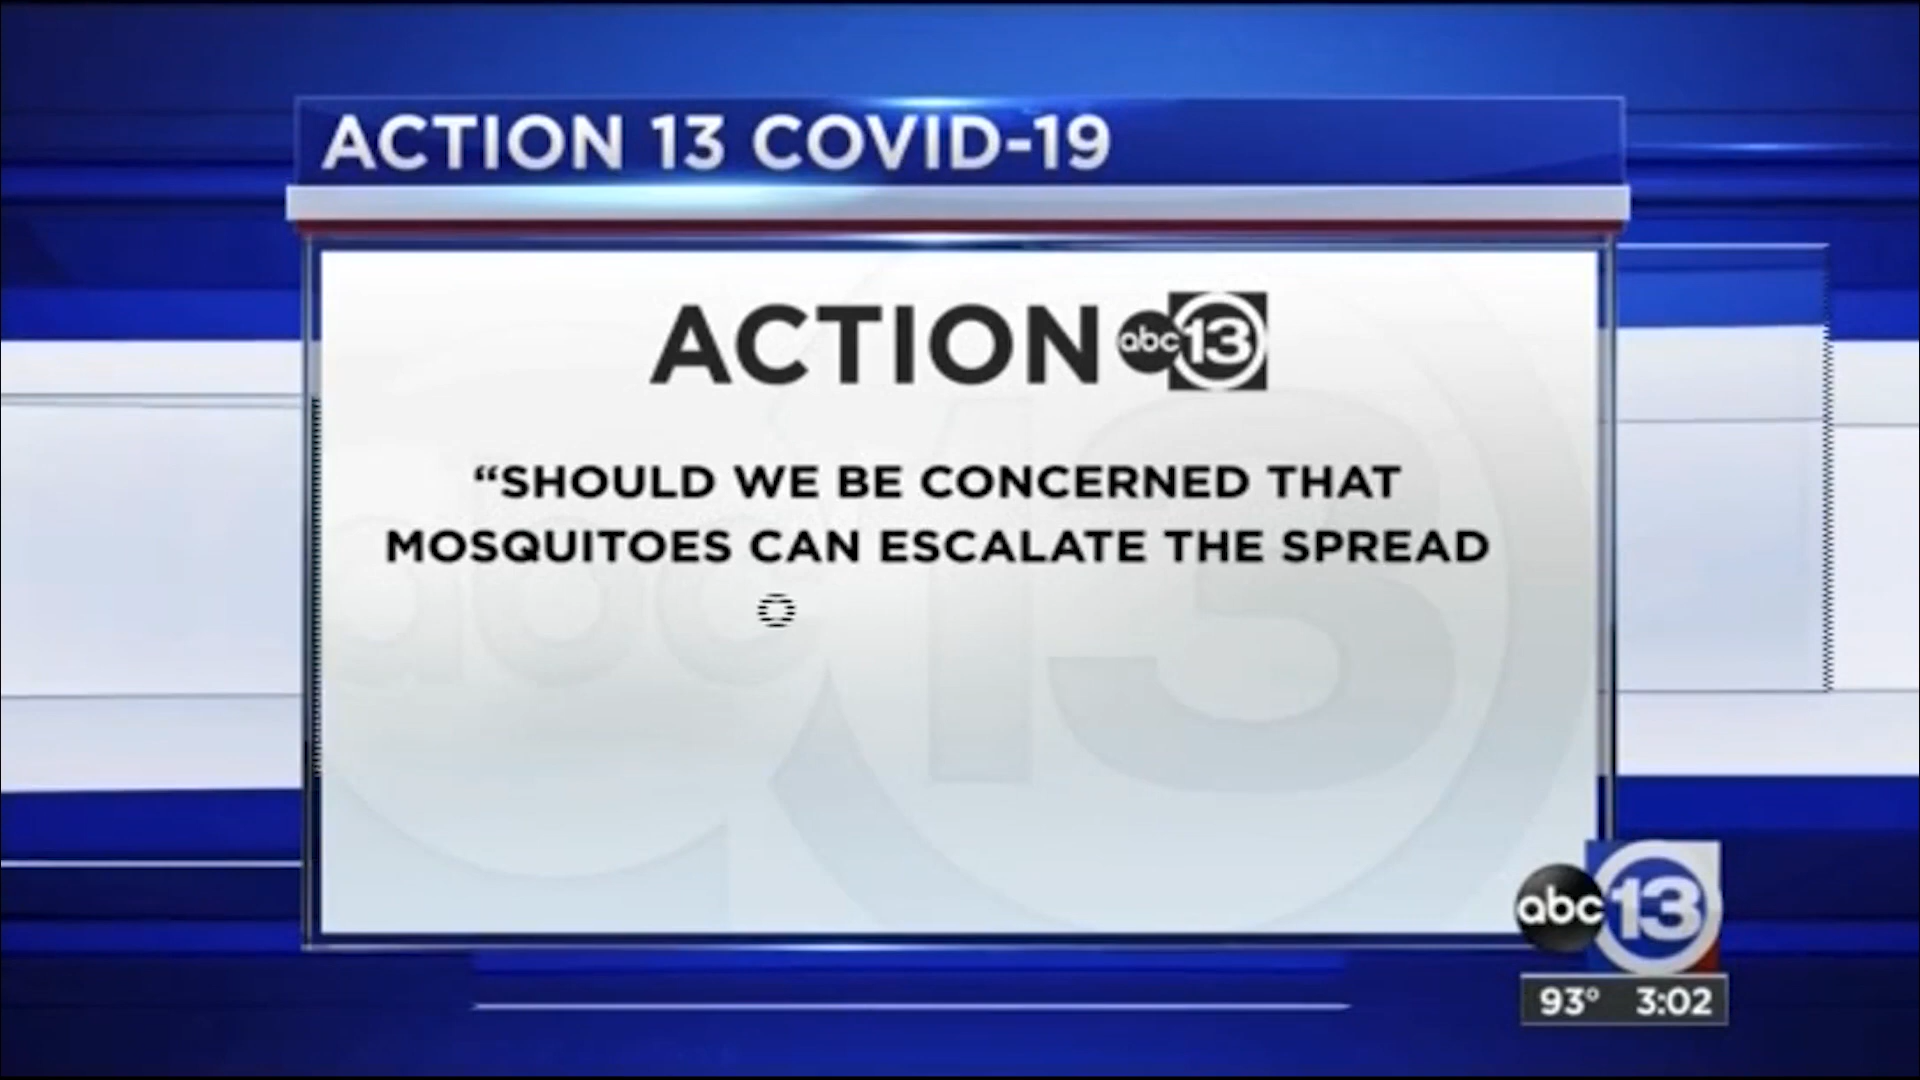 ACTION 13 COVID-19
ACTION abc 13
“SHOULD WE BE CONCERNED THAT
MOSQUITOES CAN ESCALATE THE SPREAD
O
abc 13
93° 3:02